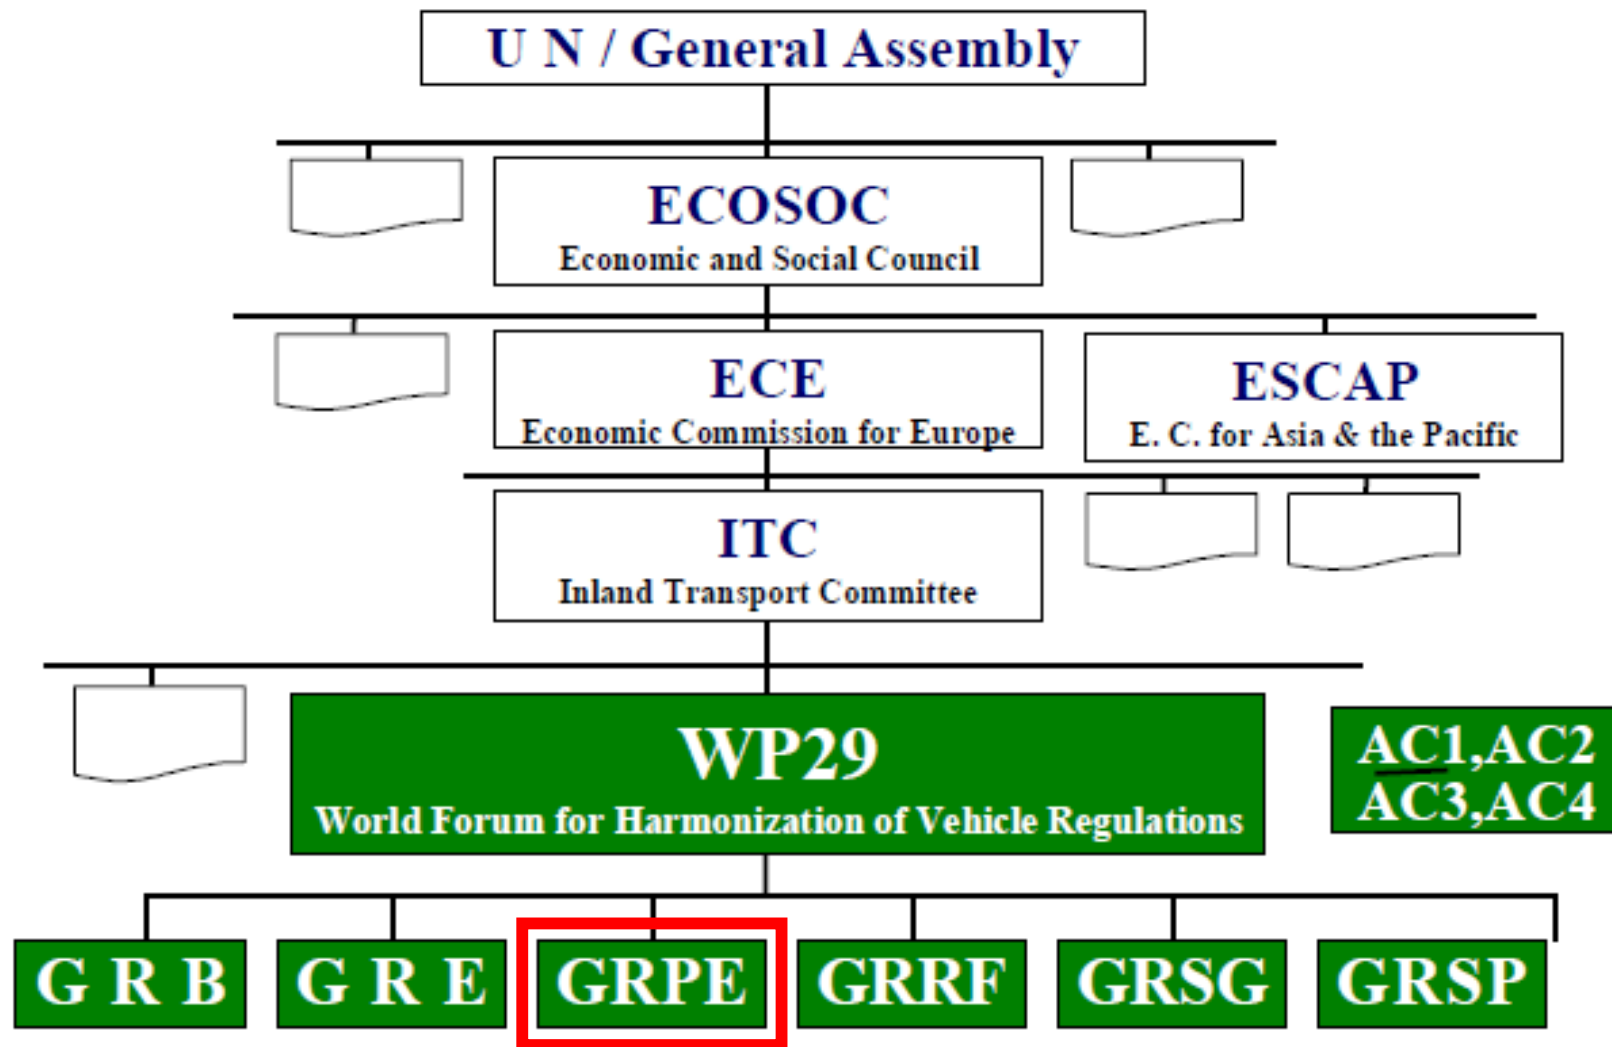 U N / General Assembly
ECOSOC
Economic and Social Council
ECE
Economic Commission for Europe
ESCAP
E. C. for Asia & the Pacific
ITC
Inland Transport Committee
WP29
World Forum for Harmonization of Vehicle Regulations
AC1,AC2
AC3,AC4
G R B
G R E
GRPE
GRRF
GRSG
GRSP